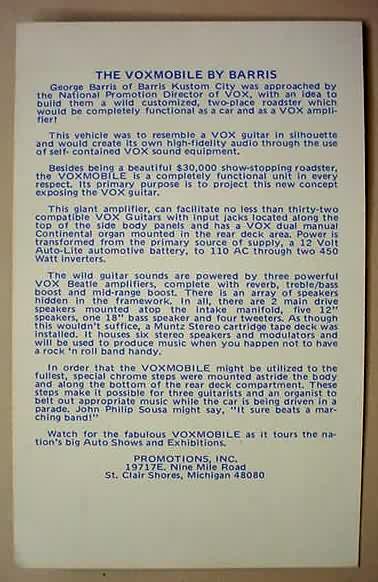 THE VOXMOBILE BY BARRIS
George Barris of Barris Kustom City was approached by
the National Promotion Director of VOX, with an idea to
build them a wild customized, two-place roadster which
would be completely functional as a car and as a VOX ampli-
fier!
This vehicle was to resemble a VOX guitar in silhouette
and would create its own high-fidelity audio through the use
of self- contained VOX sound equipment.
Besides being a beautiful $30,000 show-stopping roadster,
the VOXMOBILE is a completely functional unit in every
respect. Its primary purpose is to project this new concept
exposing the VOX guitar.
This giant amplifier, can facilitate no less than thirty-two
compatible VOX Guitars with input jacks located along the
top of the side body panels and has a VOX dual manual
Continental organ mounted in the rear deck area. Power is
transformed from the primary source of supply, a 12 Volt
Auto-Lite automotive battery, to 110 AC through two 450
Watt inverters.
The wild guitar sounds are powered by three powerful
VOX Beatle amplifiers, complete with reverb, treble/bass
boost and mid-range boost. There is an array of speakers
hidden in the framework. In all, there are 2 main drive
speakers mounted atop the intake manifold, five 12"
speakers, one 18" bass speaker and four tweeters. As though
this wouldn't suffice, a Muntz Stereo cartridge tape deck was
installed. It houses six stereo speakers and modulators and
will be used to produce music when you happen not to have
a rock 'n roll band handy.
In order that the VOXMOBILE might be utilized to the
fullest, special chrome steps were mounted astride the body
and along the bottom of the rear deck compartment. These
steps make it possible for three guitarists and an organist to
belt out appropriate music while the car is being driven in a
parade. John Philip Sousa might say, "It sure beats a mar-
ching band!"
Watch for the fabulous VOXMOBILE as it tours the na-
tion's big Auto Shows and Exhibitions.
PROMOTIONS, INC.
19717E. Nine Mile Road
St. Clair Shores, Michigan 48080